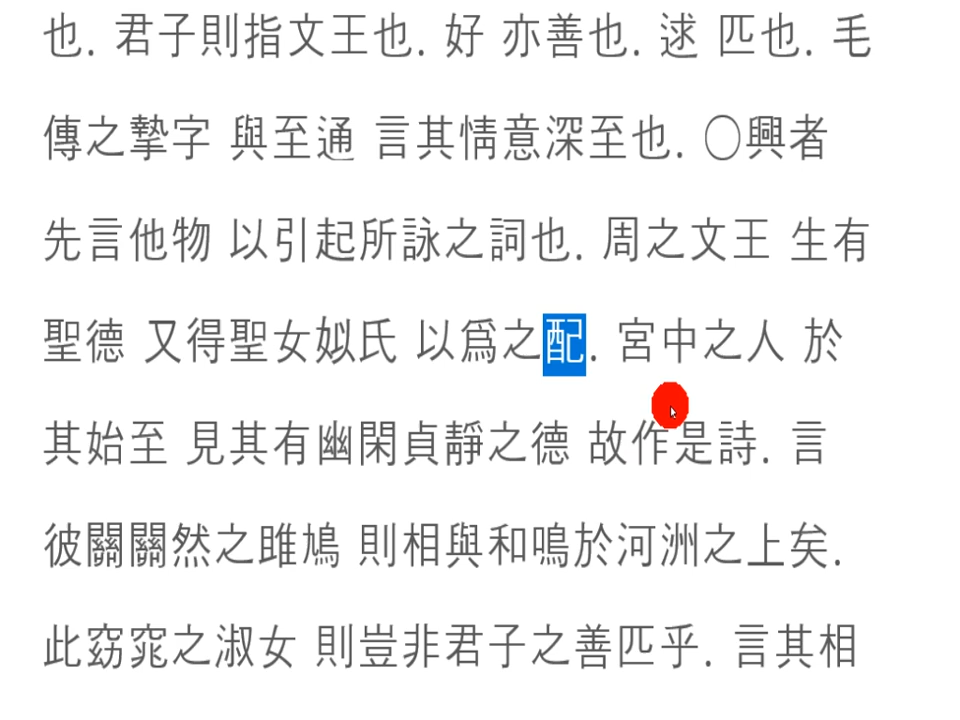 也. 君子則指文王也. 好 亦善也. 逑 匹也. 毛
傳之摯字 與至通 言其情意深至也. ○興者
先言他物 以引起所詠之詞也. 周之文王 生有
聖德 又得聖女姒氏 以爲之配. 宮中之人 於
其始至 見其有幽閑貞靜之德 故作是詩. 言
彼關關然之雎鳩 則相與和鳴於河洲之上矣.
此窈窕之淑女 則豈非君子之善匹乎. 言其相